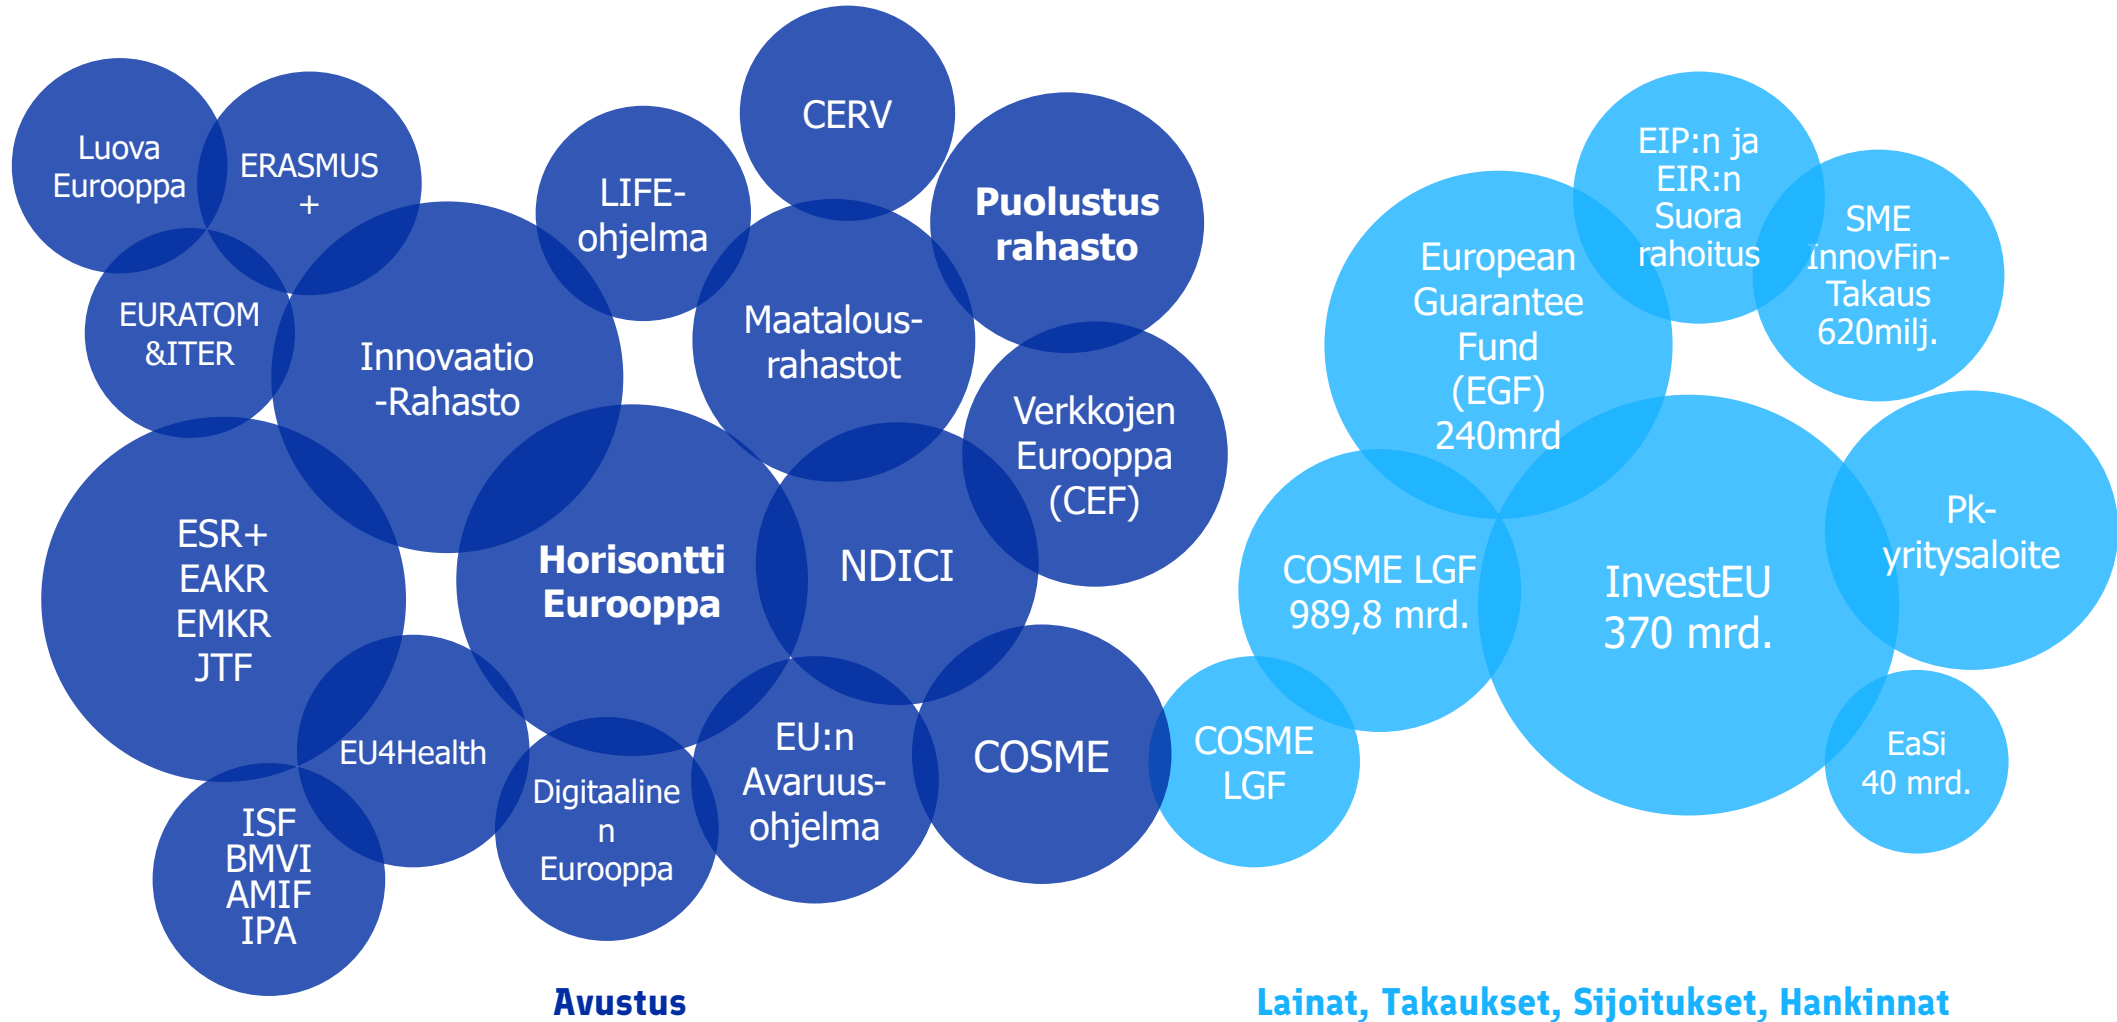 Luova
Eurooppa
ERASMUS
+
EURATOM
&ITER
Innovaatio
-Rahasto
LIFE-
ohjelma
CERV
Puolustus
rahasto
Maatalous-
rahastot
Verkkojen
Eurooppa
(CEF)
ESR+
EAKR
EMKR
JTF
Horisontti
Eurooppa
NDICI
EU4Health
ISF
BMVI
AMIF
IPA
Digitaaline
n
Eurooppa
EU:n
Avaruus-
ohjelma
COSME
Avustus
EIP:n ja
EIR:n
Suora
rahoitus
SME
InnovFin-
Takaus
620milj.
European
Guarantee
Fund
(EGF)
240mrd
COSME LGF
989,8 mrd.
InvestEU
370 mrd.
Pk-
yritysaloite
COSME
LGF
EaSi
40 mrd.
Lainat, Takaukset, Sijoitukset, Hankinnat